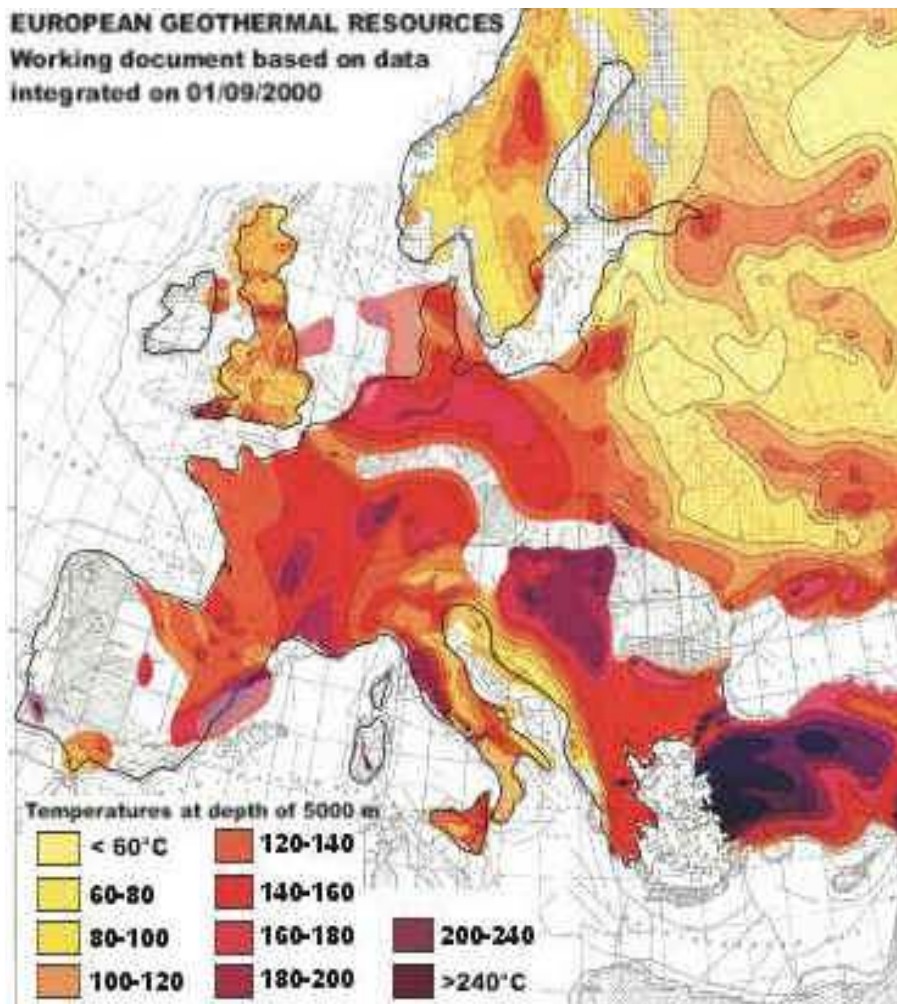 EUROPEAN GEOTHERMAL RESOURCES
Working document based on data
integrated on 01/09/2000
Temperatures at depth of 5000 m
< 60°C
60-80
80-100
100-120
120-140
140-160
160-180
180-200
200-240
>240°C